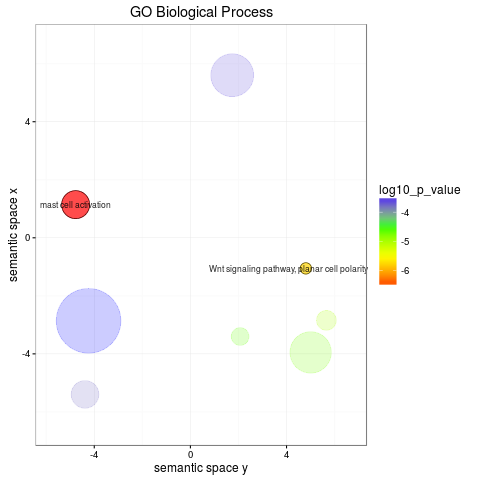 GO Biological Process
semantic space x
4
0
-4
mast cell activation
Wnt signaling pathway, planar cell polarity
-4
0
4
semantic space y
log10_p_value
-4
-5
-6